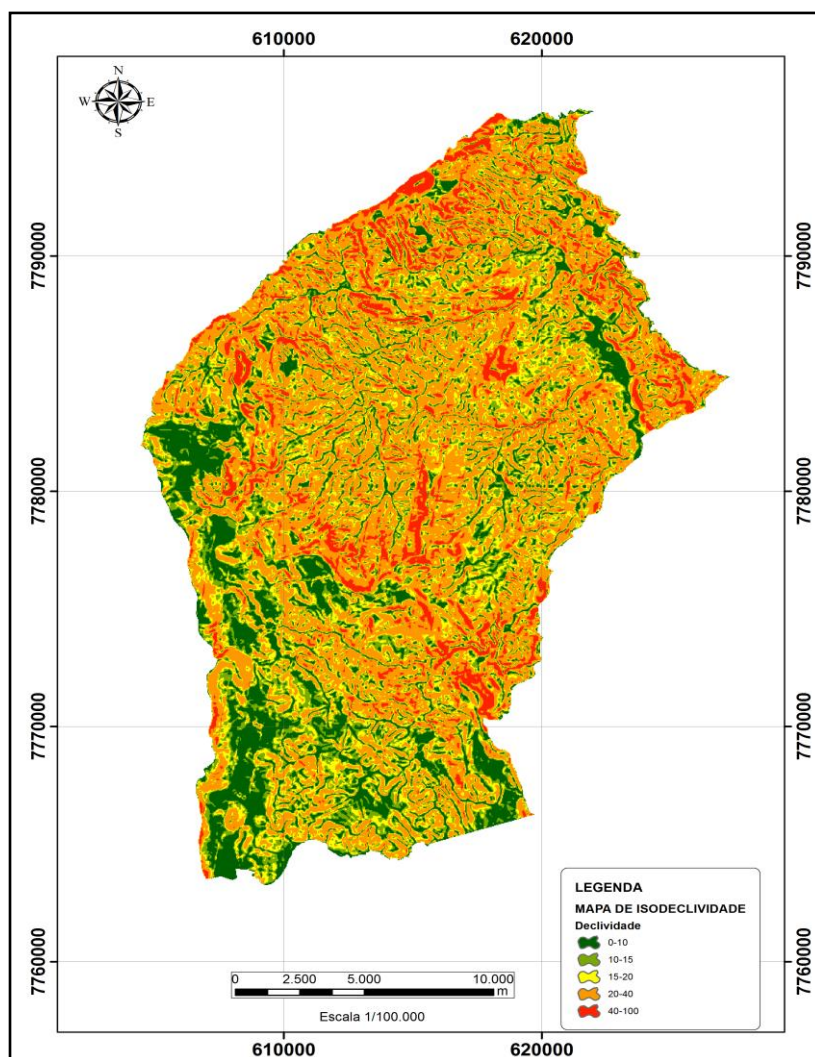 610000 620000
N
W E
S
7790000 7790000
7780000 7780000
7770000 7770000
7760000 7760000
LEGENDA
MAPA DE ISODECLIVIDADE
Declividade
0-10
10-15
15-20
20-40
40-100
0 2.500 5.000 10.000
m
Escala 1/100.000
610000 620000